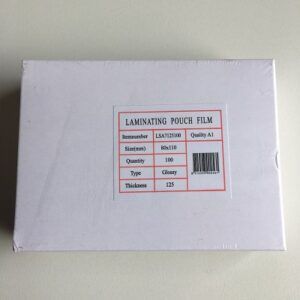 LAMINATING POUCH FILM
Itemnumber LSA7125100 Quality A1
Size(mm) 80x110
Quantity 100
Type Glossy
Thickness 125